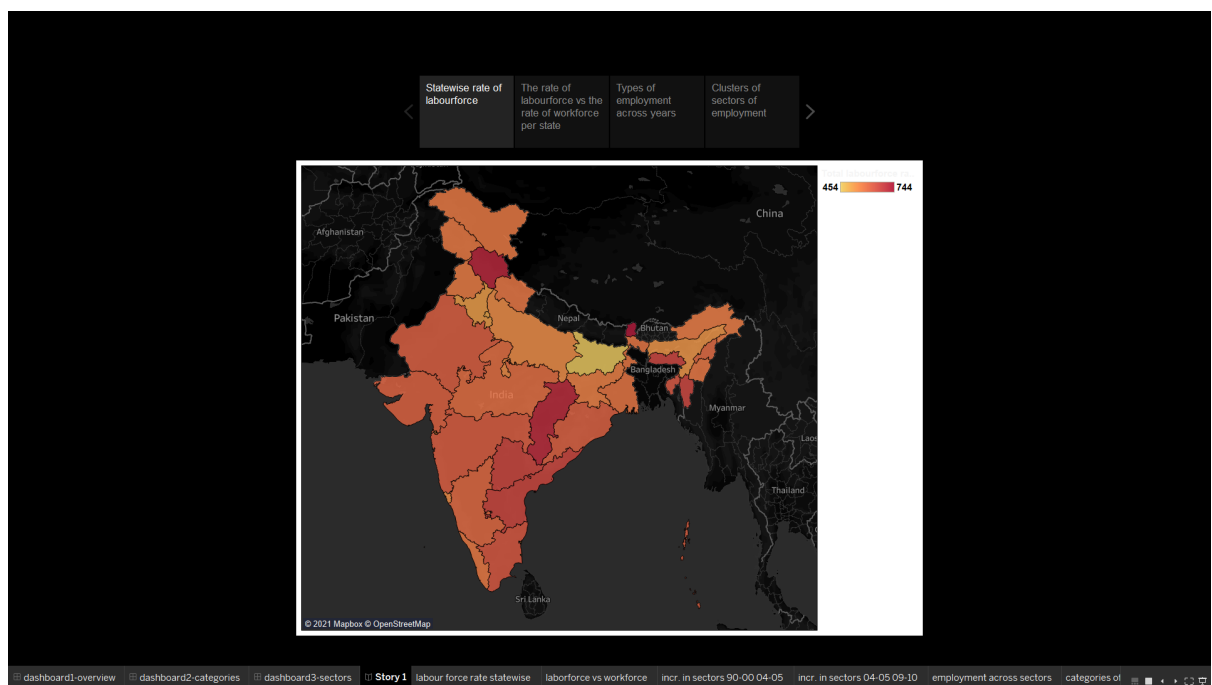 Statewise rate of
labourforce
The rate of
labourforce vs the
rate of workforce
per state
Types of
employment
across years
Clusters of
sectors of
employment
Total labourforce ra..
454
744
China
Afghanistan
Pakistan
Nepal
Bhutan
Bangladesh
India
Myanmar
Laos
Thailand
Sri Lanka
© 2021 Mapbox © OpenStreetMap
dashboard1-overview
dashboard2-categories
dashboard3-sectors
Story 1
labour force rate statewise
laborforce vs workforce
incr. in sectors 90-00 04-05
incr. in sectors 04-05 09-10
employment across sectors
categories of